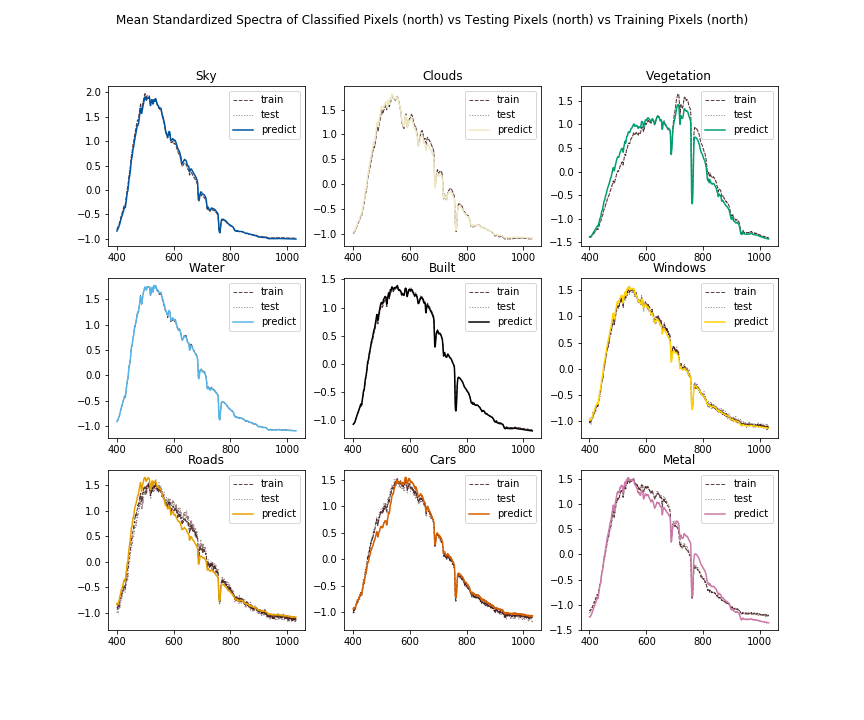 Mean Standardized Spectra of Classified Pixels (north) vs Testing Pixels (north) vs Training Pixels (north)
Sky
Clouds
Vegetation
2.0
1.5
1.0
0.5
0.0
−0.5
−1.0
400 600 800 1000
train
test
predict
1.5
1.0
0.5
0.0
−0.5
−1.0
400 600 800 1000
train
test
predict
1.5
1.0
0.5
0.0
−0.5
−1.0
−1.5
400 600 800 1000
train
test
predict
Water
Built
Windows
1.5
1.0
0.5
0.0
−0.5
−1.0
400 600 800 1000
train
test
predict
1.5
1.0
0.5
0.0
−0.5
−1.0
400 600 800 1000
train
test
predict
1.5
1.0
0.5
0.0
−0.5
−1.0
400 600 800 1000
train
test
predict
Roads
Cars
Metal
1.5
1.0
0.5
0.0
−0.5
−1.0
400 600 800 1000
train
test
predict
1.5
1.0
0.5
0.0
−0.5
−1.0
400 600 800 1000
train
test
predict
1.5
1.0
0.5
0.0
−0.5
−1.0
−1.5
400 600 800 1000
train
test
predict